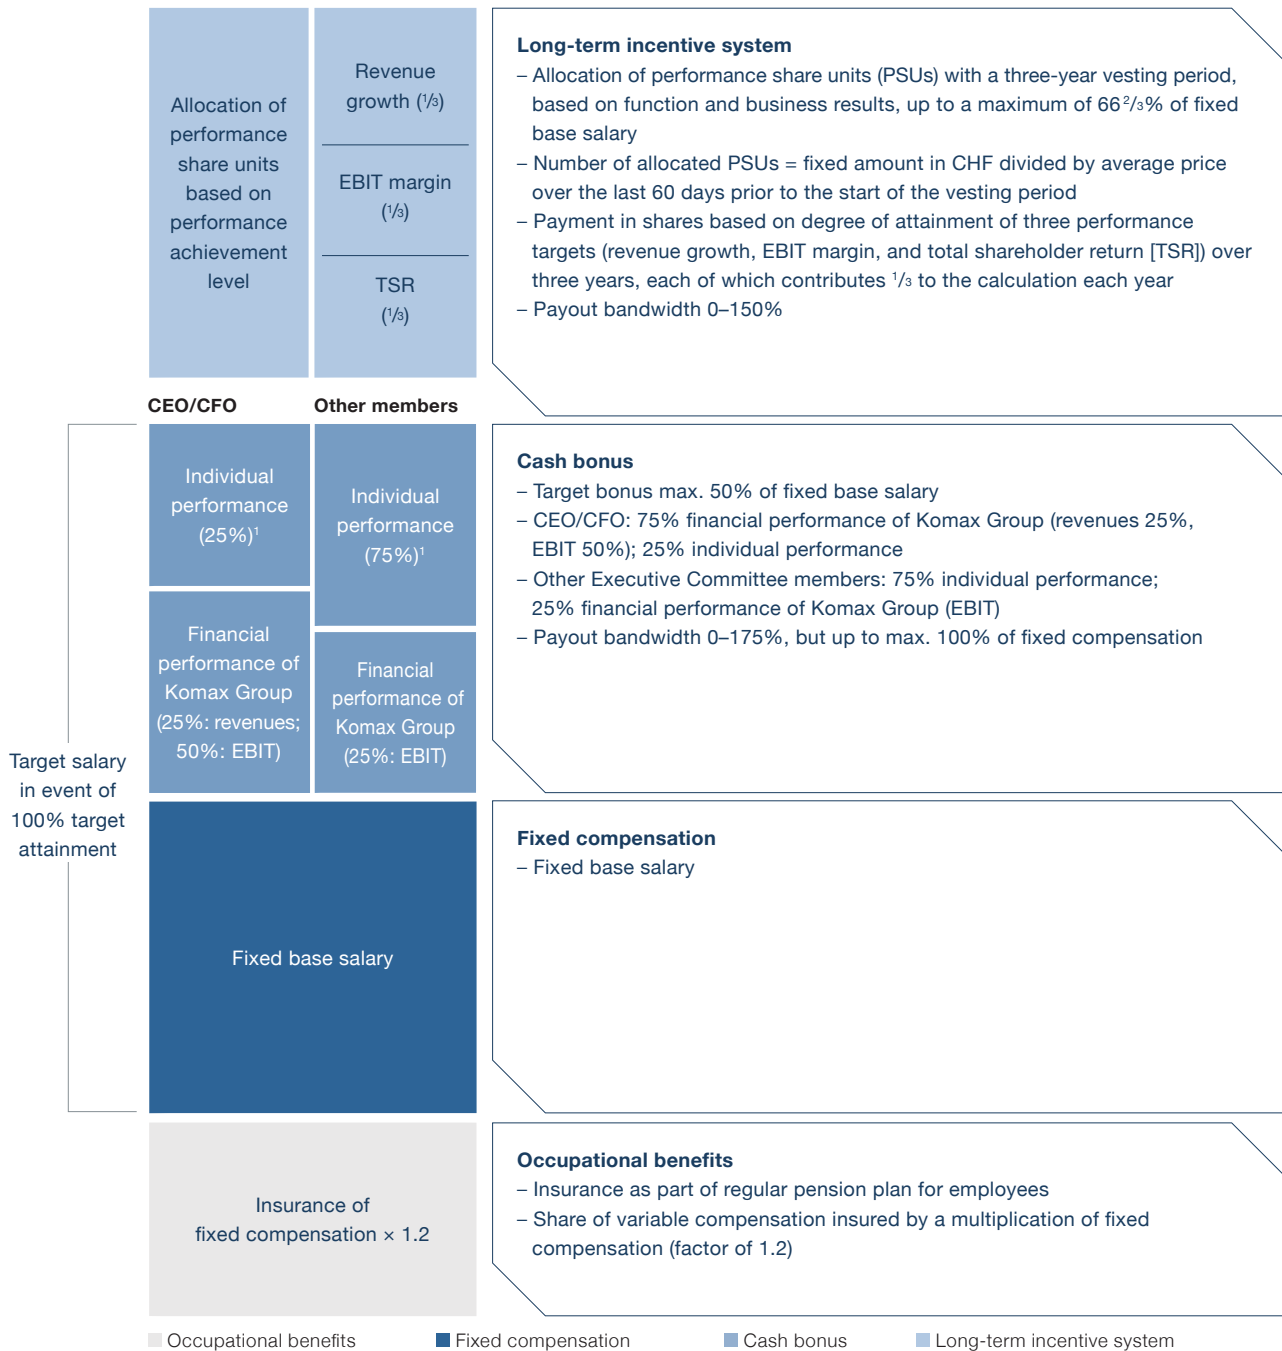 Allocation of
performance
share units
based on
performance
achievement
level
Revenue
growth (1/3)
EBIT margin
(1/3)
TSR
(1/3)
Long-term incentive system
– Allocation of performance share units (PSUs) with a three-year vesting period,
based on function and business results, up to a maximum of 66 2/3% of fixed
base salary
– Number of allocated PSUs = fixed amount in CHF divided by average price
over the last 60 days prior to the start of the vesting period
– Payment in shares based on degree of attainment of three performance
targets (revenue growth, EBIT margin, and total shareholder return [TSR]) over
three years, each of which contributes 1/3 to the calculation each year
– Payout bandwidth 0–150%
CEO/CFO
Other members
Individual
performance
(25%)¹
Financial
performance of
Komax Group
(25%: revenues;
50%: EBIT)
Individual
performance
(75%)¹
Financial
performance of
Komax Group
(25%: EBIT)
Cash bonus
– Target bonus max. 50% of fixed base salary
– CEO/CFO: 75% financial performance of Komax Group (revenues 25%,
EBIT 50%); 25% individual performance
– Other Executive Committee members: 75% individual performance;
25% financial performance of Komax Group (EBIT)
– Payout bandwidth 0–175%, but up to max. 100% of fixed compensation
Target salary
in event of
100% target
attainment
Fixed base salary
Fixed compensation
– Fixed base salary
Insurance of
fixed compensation × 1.2
Occupational benefits
– Insurance as part of regular pension plan for employees
– Share of variable compensation insured by a multiplication of fixed
compensation (factor of 1.2)
Occupational benefits
Fixed compensation
Cash bonus
Long-term incentive system